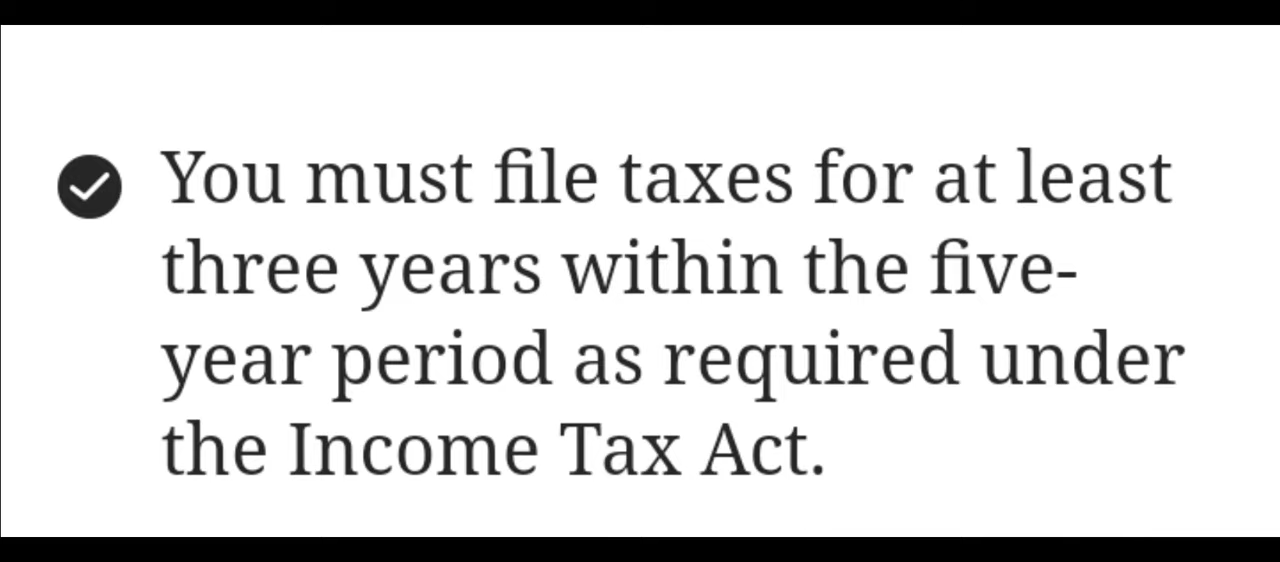 You must file taxes for at least
three years within the five-
year period as required under
the Income Tax Act.